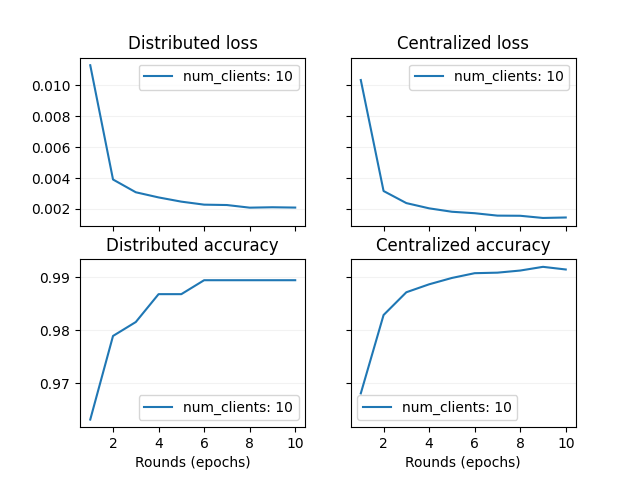 Distributed loss
num_clients: 10
0.010
0.008
0.006
0.004
0.002
Centralized loss
num_clients: 10
Distributed accuracy
0.99
0.98
0.97
num_clients: 10
2 4 6 8 10
Rounds (epochs)
Centralized accuracy
num_clients: 10
2 4 6 8 10
Rounds (epochs)